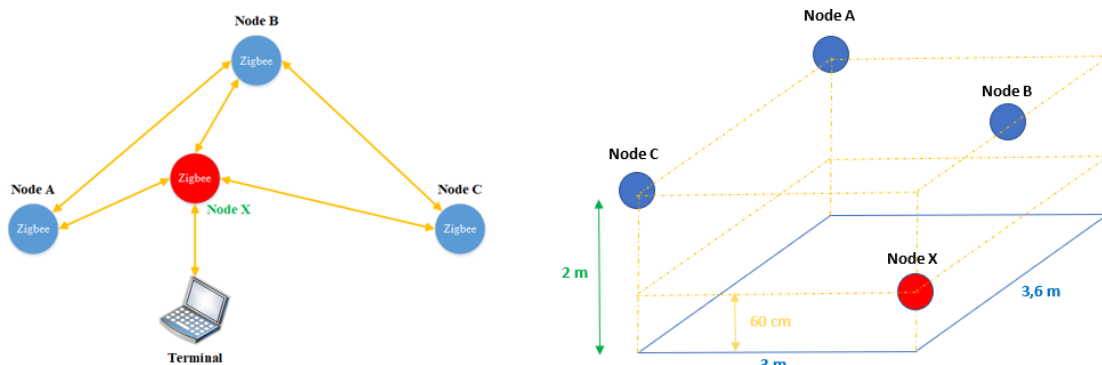 Node B
Zigbee
Zigbee
Node A
Node X
Node C
Zigbee
Zigbee
Terminal
Node A
Node B
Node C
Node X
2 m
60 cm
3,6 m
3 m